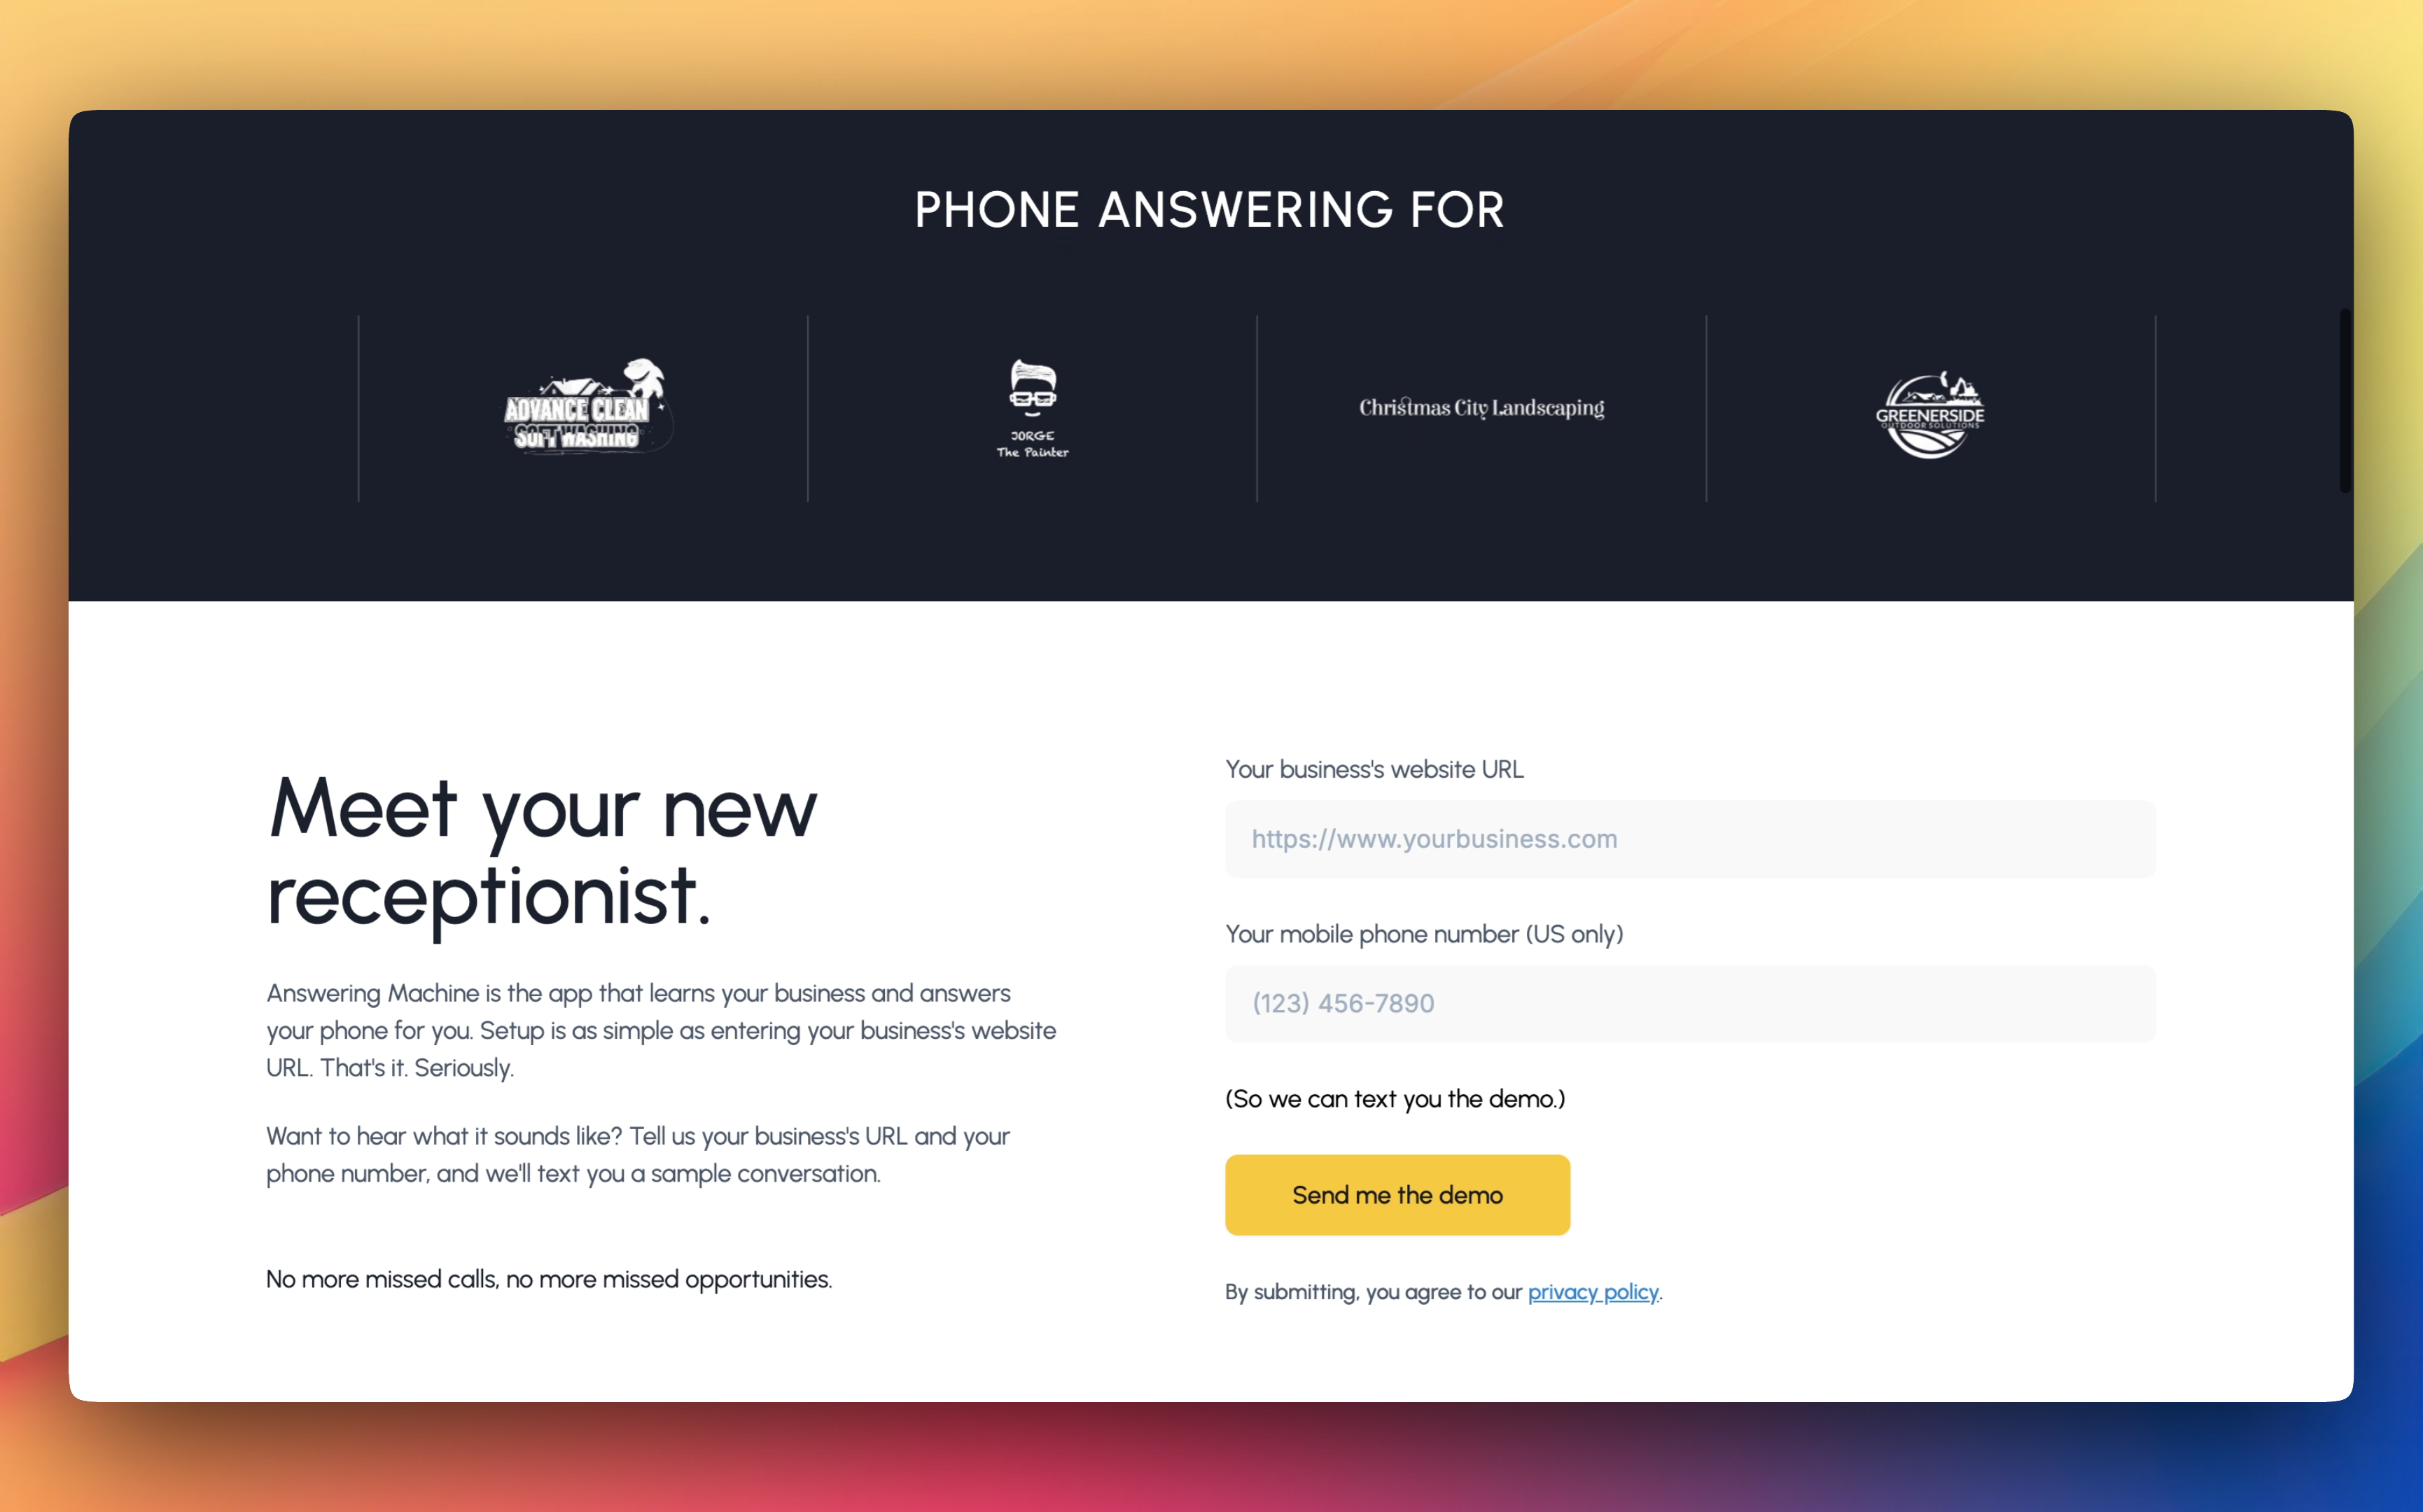 PHONE ANSWERING FOR
ADVANCE CLEAN
SOFT WASHING
JORGE
The Painter
Christmas City Landscaping
GREENERSIDE
OUTDOOR SOLUTIONS
Meet your new
receptionist.
Answering Machine is the app that learns your business and answers
your phone for you. Setup is as simple as entering your business's website
URL. That's it. Seriously.
Want to hear what it sounds like? Tell us your business's URL and your
phone number, and we'll text you a sample conversation.
No more missed calls, no more missed opportunities.
Your business's website URL
https://www.yourbusiness.com
Your mobile phone number (US only)
(123) 456-7890
(So we can text you the demo.)
Send me the demo
By submitting, you agree to our privacy policy.